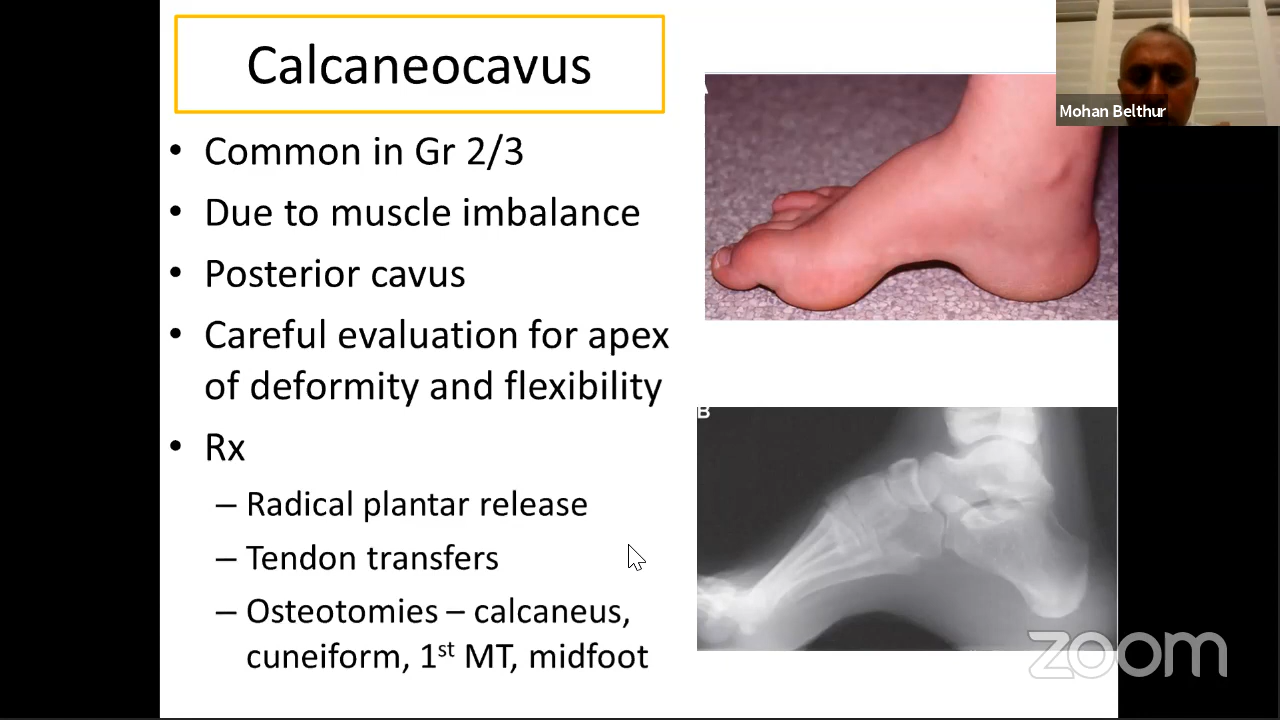 Calcaneocavus
• Common in Gr 2/3
• Due to muscle imbalance
• Posterior cavus
• Careful evaluation for apex
of deformity and flexibility
• Rx
– Radical plantar release
– Tendon transfers
– Osteotomies – calcaneus,
cuneiform, 1st MT, midfoot
Mohan Belthur
B
zoom